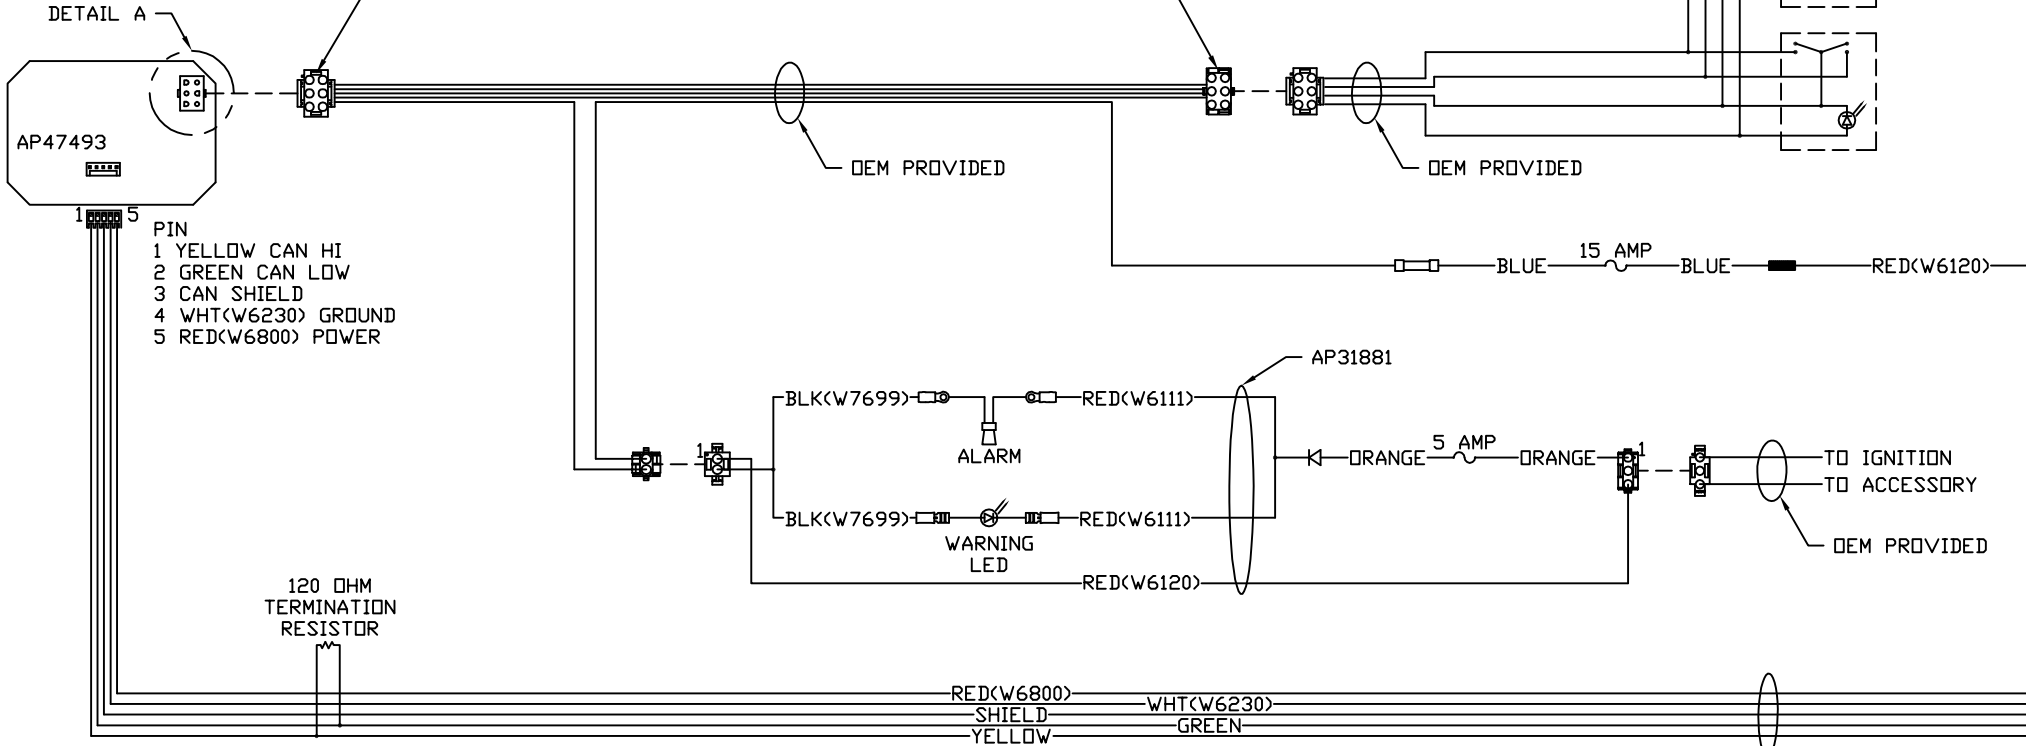 DETAIL A
AP47493
OEM PROVIDED
OEM PROVIDED
1 5
PIN
1 YELLOW CAN HI
2 GREEN CAN LOW
3 CAN SHIELD
4 WHT(W6230) GROUND
5 RED(W6800) POWER
15 AMP
BLUE
BLUE
RED(W6120)
AP31881
BLK(W7699)
RED(W6111)
ALARM
1
5 AMP
ORANGE
ORANGE
1
TO IGNITION
TO ACCESSORY
BLK(W7699)
RED(W6111)
WARNING
LED
OEM PROVIDED
RED(W6120)
120 OHM
TERMINATION
RESISTOR
RED(W6800)
WHT(W6230)
SHIELD
GREEN
YELLOW